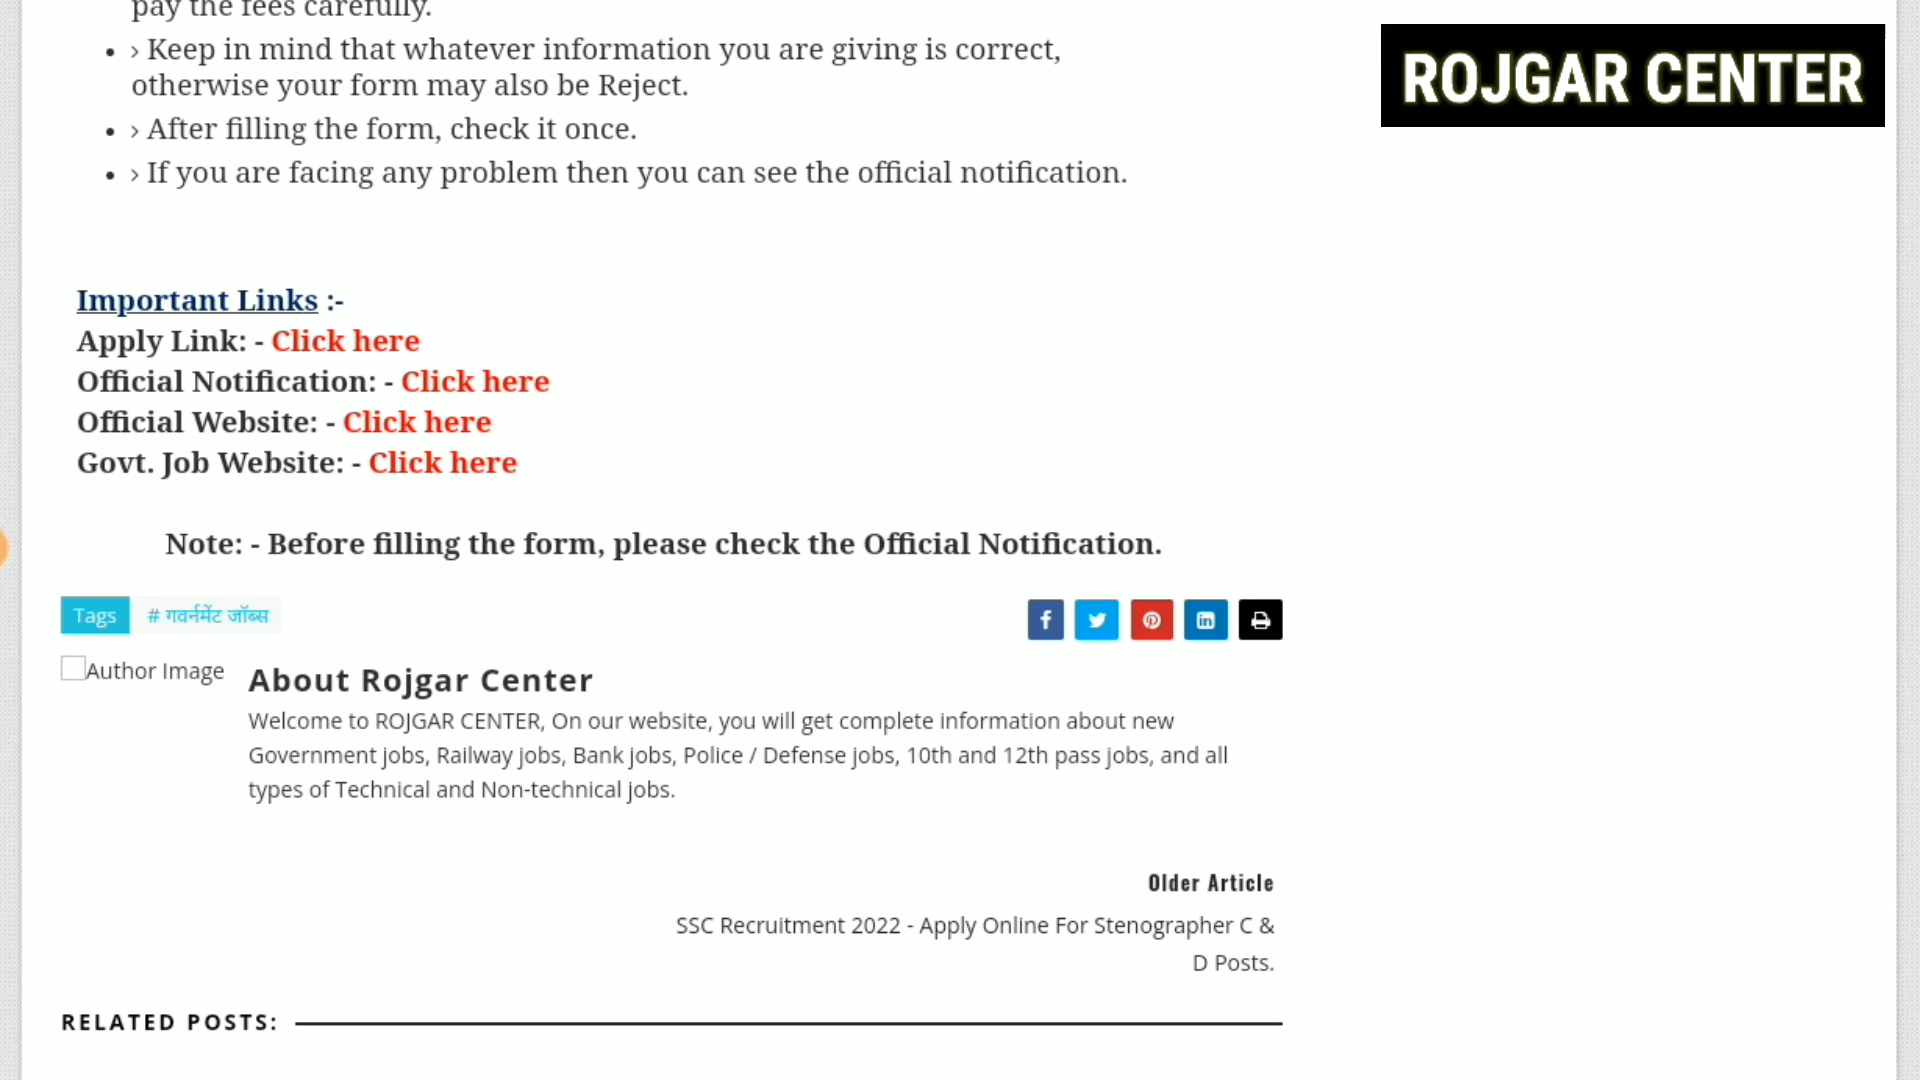 pay the fees carefully.
• › Keep in mind that whatever information you are giving is correct,
otherwise your form may also be Reject.
• › After filling the form, check it once.
• › If you are facing any problem then you can see the official notification.
ROJGAR CENTER
Important Links :-
Apply Link: - Click here
Official Notification: - Click here
Official Website: - Click here
Govt. Job Website: - Click here
Note: - Before filling the form, please check the Official Notification.
Tags # गवर्नमेंट जॉब्स
Author Image
About Rojgar Center
Welcome to ROJGAR CENTER, On our website, you will get complete information about new
Government jobs, Railway jobs, Bank jobs, Police / Defense jobs, 10th and 12th pass jobs, and all
types of Technical and Non-technical jobs.
Older Article
SSC Recruitment 2022 - Apply Online For Stenographer C &
D Posts.
RELATED POSTS: